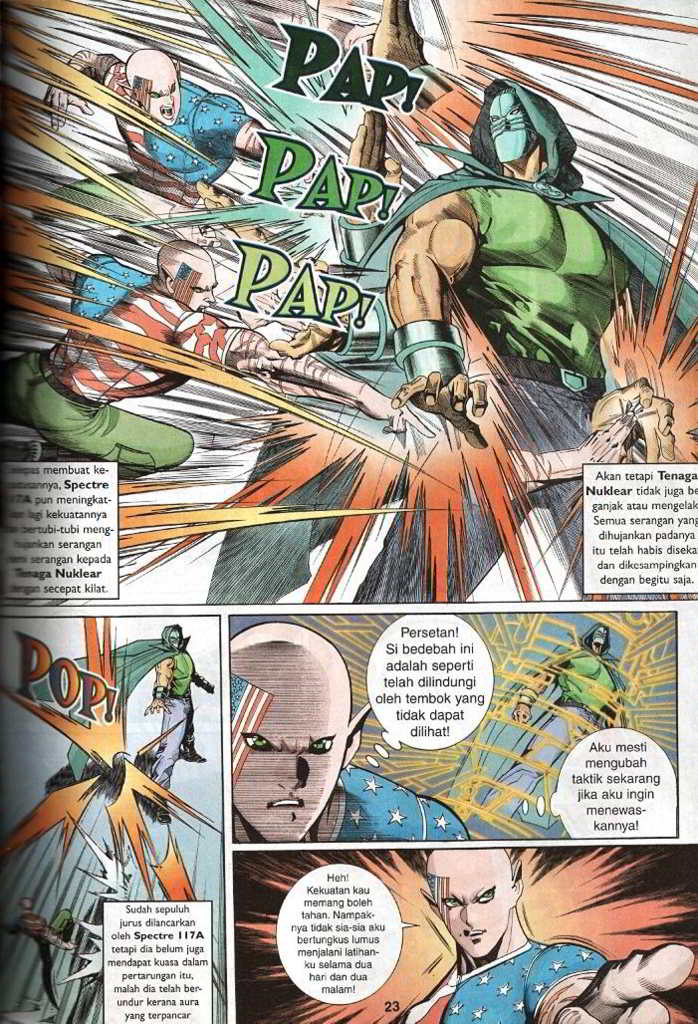 PAP!
PAP!
PAP!
membuat ke-
Spectre
pun meningkat-
lagi kekuatannya
bertubi-tubi meng-
serangan
serangan kepada
Tenaga Nuklear
secepat kilat.
Akan tetapi Tenaga
Nuklear tidak juga be
ganjak atau mengelak
Semua serangan yang
dihujankan padanya
itu telah habis diseka
dan dikesampingkan
dengan begitu saja.
POP!
Persetan!
Si bedebah ini
adalah seperti
telah dilindungi
oleh tembok yang
tidak dapat
dilihat!
Aku mesti
mengubah
taktik sekarang
jika aku ingin
menewas-
kannya!
Sudah sepuluh
jurus dilancarkan
oleh Spectre 117A
tetapi dia belum juga
mendapat kuasa dalam
pertarungan itu,
malah dia telah ber-
undur kerana aura
yang terpancar
Heh!
Kekuatan kau
memang boleh
tahan. Nampak-
nya tidak sia-sia aku
bertungkus lumus
menjalani latihan-
ku selama dua
hari dan dua
malam!
23